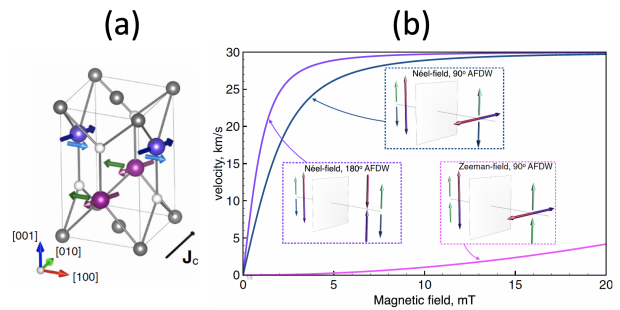 (a)
(b)
[001]
[010]
[100]
Jc
velocity, km/s
30
25
20
15
10
5
0
Néel-field, 90° AFDW
Néel-field, 180° AFDW
Zeeman-field, 90° AFDW
0
5
10
15
20
Magnetic field, mT